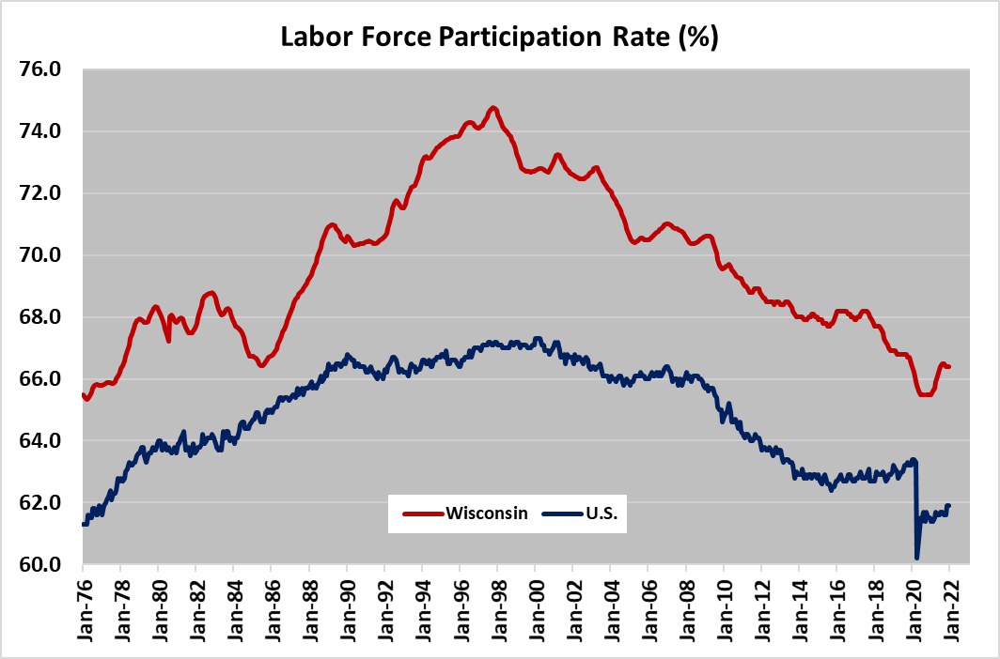 Labor Force Participation Rate (%)
76.0
74.0
72.0
70.0
68.0
66.0
64.0
62.0
60.0
Wisconsin U.S.
Jan-76
Jan-78
Jan-80
Jan-82
Jan-84
Jan-86
Jan-88
Jan-90
Jan-92
Jan-94
Jan-96
Jan-98
Jan-00
Jan-02
Jan-04
Jan-06
Jan-08
Jan-10
Jan-12
Jan-14
Jan-16
Jan-18
Jan-20
Jan-22